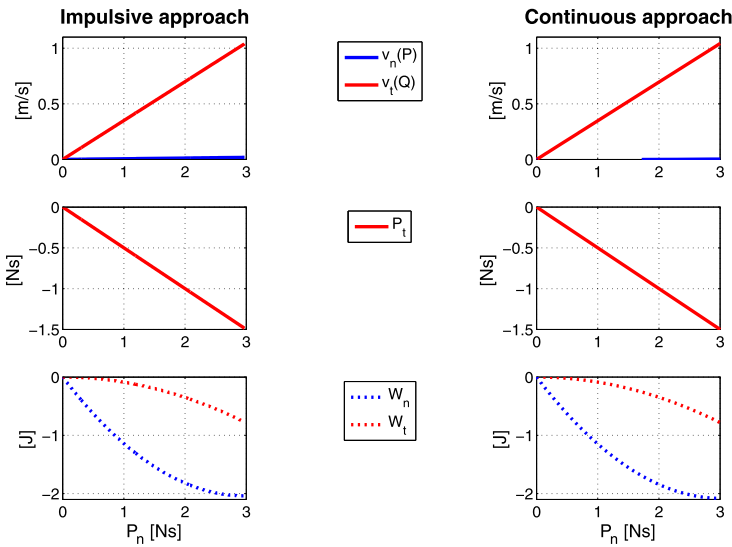 Impulsive approach
Continuous approach
[m/s]
1
0.5
0
0
1
2
3
v_n(P)
v_t(Q)
[m/s]
1
0.5
0
0
1
2
3
[Ns]
0
−0.5
−1
−1.5
0
1
2
3
P_t
[Ns]
0
−0.5
−1
−1.5
0
1
2
3
[J]
0
−1
−2
0
1
2
3
P_n [Ns]
W_n
W_t
[J]
0
−1
−2
0
1
2
3
P_n [Ns]